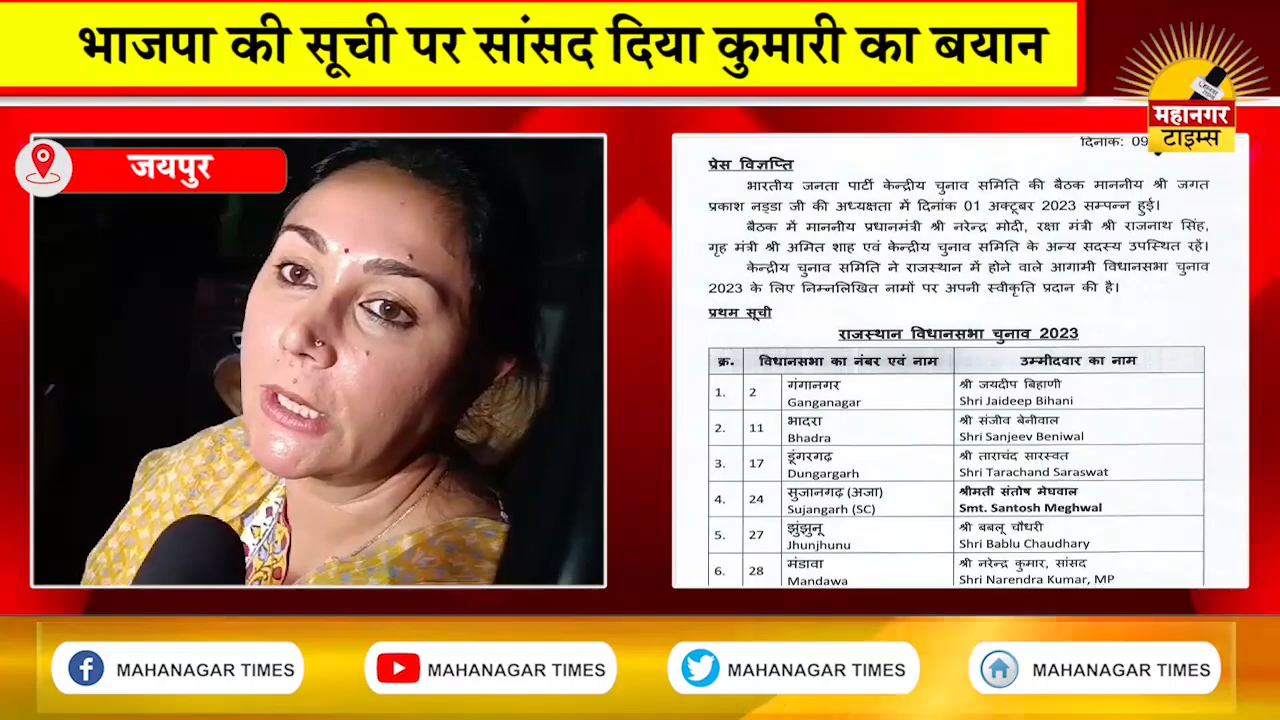 भाजपा की सूची पर सांसद दिया कुमारी का बयान
महानगर
टाइम्स
जयपुर
दिनांक: 09
प्रेस विज्ञप्ति
भारतीय जनता पार्टी केन्द्रीय चुनाव समिति की बैठक माननीय श्री जगत
प्रकाश नड्डा जी की अध्यक्षता में दिनांक 01 अक्टूबर 2023 सम्पन्न हुई।
बैठक में माननीय प्रधानमंत्री श्री नरेन्द्र मोदी, रक्षा मंत्री श्री राजनाथ सिंह,
गृह मंत्री श्री अमित शाह एवं केन्द्रीय चुनाव समिति के अन्य सदस्य उपस्थित रहें।
केन्द्रीय चुनाव समिति ने राजस्थान में होने वाले आगामी विधानसभा चुनाव
2023 के लिए निम्नलिखित नामों पर अपनी स्वीकृति प्रदान की है।
प्रथम सूची
राजस्थान विधानसभा चुनाव 2023
क्र. विधानसभा का नंबर एवं नाम उम्मीदवार का नाम
1. 2 गंगानगर श्री जयदीप बिहाणी
Ganganagar Shri Jaideep Bihani
2. 11 भादरा श्री संजीव बेनीवाल
Bhadra Shri Sanjeev Beniwal
3. 17 डूंगरगढ़ श्री ताराचंद सारस्वत
Dungargarh Shri Tarachand Saraswat
4. 24 सुजानगढ़ (अजा) श्रीमती संतोष मेघवाल
Sujangarh (SC) Smt. Santosh Meghwal
5. 27 झुंझुनू श्री बबलू चौधरी
Jhunjhunu Shri Bablu Chaudhary
6. 28 मंडावा श्री नरेन्द्र कुमार, सांसद
Mandawa Shri Narendra Kumar, MP
MAHANAGAR TIMES MAHANAGAR TIMES MAHANAGAR TIMES MAHANAGAR TIMES